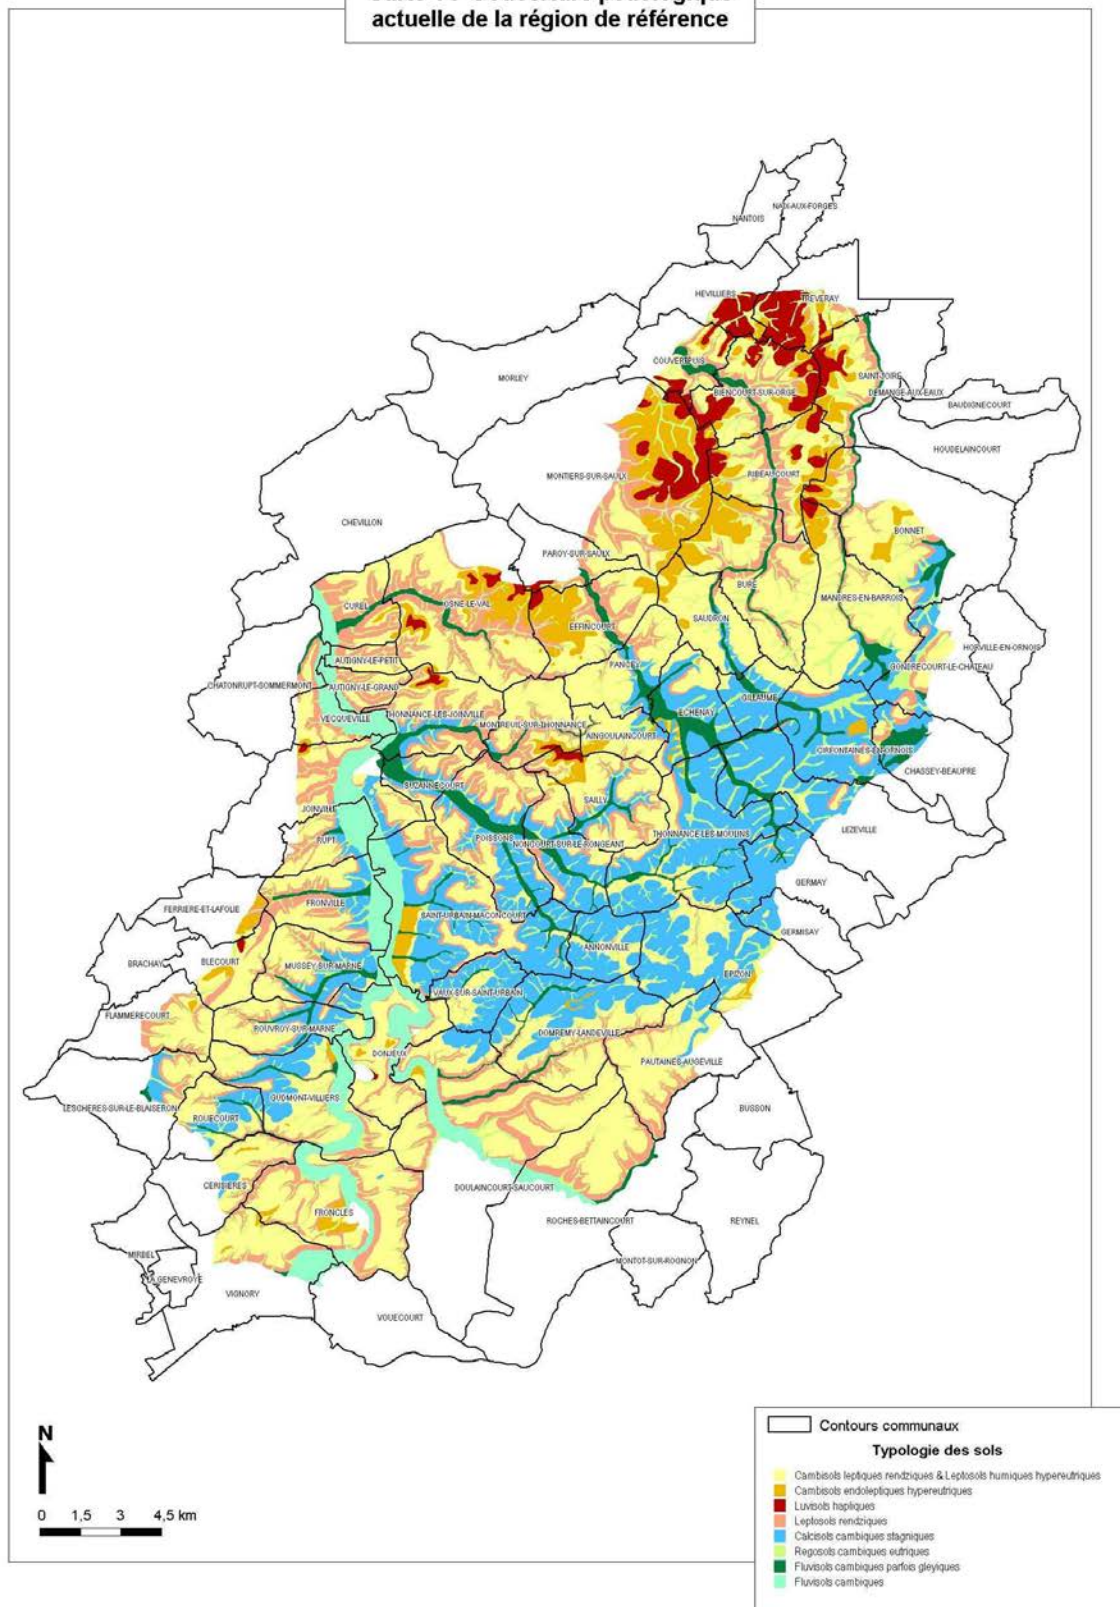 actuelle de la région de référence
NAIX-AUX-FORGES
NANTOIS
HEVILLIERS
TREVERAY
COUVERTPUIS
MORLEY
SAINT-JOIRE
BIENCOURT-SUR-ORGE
DEMANGE-AUX-EAUX
BAUDIGNECOURT
HOUDELAINCOURT
MONTIERS-SUR-SAULX
RIBEAUCOURT
CHEVILLON
BONNET
PAROY-SUR-SAULX
BURE
MANDRES-EN-BARROIS
CUREL
OSNE-LE-VAL
SAUDRON
EFFINCOURT
HORVILLE-EN-ORNOIS
AUTIGNY-LE-PETIT
PANCEY
GONDRECOURT-LE-CHATEAU
CHATONRUPT-SOMMERMONT
AUTIGNY-LE-GRAND
GILLAUME
VECQUEVILLE
THONNANCE-LES-JOINVILLE
ECHENAY
MONTREUIL-SUR-THONNANCE
AINGOULAINCOURT
CIRFONTAINES-EN-ORNOIS
CHASSEY-BEAUPRE
SUZANNECOURT
SAILLY
JOINVILLE
LEZEVILLE
RUPT
POISSONS
NONCOURT-SUR-LE-RONGEANT
THONNANCE-LES-MOULINS
GERMAY
FERRIERE-ET-LAFOLIE
FRONVILLE
SAINT-URBAIN-MACONCOURT
GERMISAY
BRACHAY
BLECOURT
MUSSEY-SUR-MARNE
ANNONVILLE
EPIZON
VAUX-SUR-SAINT-URBAIN
FLAMMERECOURT
ROUVROY-SUR-MARNE
DOMREMY-LANDEVILLE
DONJEUX
PAUTAINES-AUGEVILLE
GUDMONT-VILLIERS
LESCHERES-SUR-LE-BLAISERON
ROUECOURT
BUSSON
CERISIERES
DOULAINCOURT-SAUCOURT
FRONCLES
ROCHES-BETTAINCOURT
REYNEL
MIRBEL
MONTOT-SUR-ROGNON
LA GENEVROYE
VIGNORY
VOUECOURT
N
0 1,5 3 4,5 km
Contours communaux
Typologie des sols
Cambisols leptiques rendziques & Leptosols humiques hypereutriques
Cambisols endoleptiques hypereutriques
Luvisols hapliques
Leptosols rendziques
Calcisols cambiques stagniques
Regosols cambiques eutriques
Fluvisols cambiques parfois gleyiques
Fluvisols cambiques